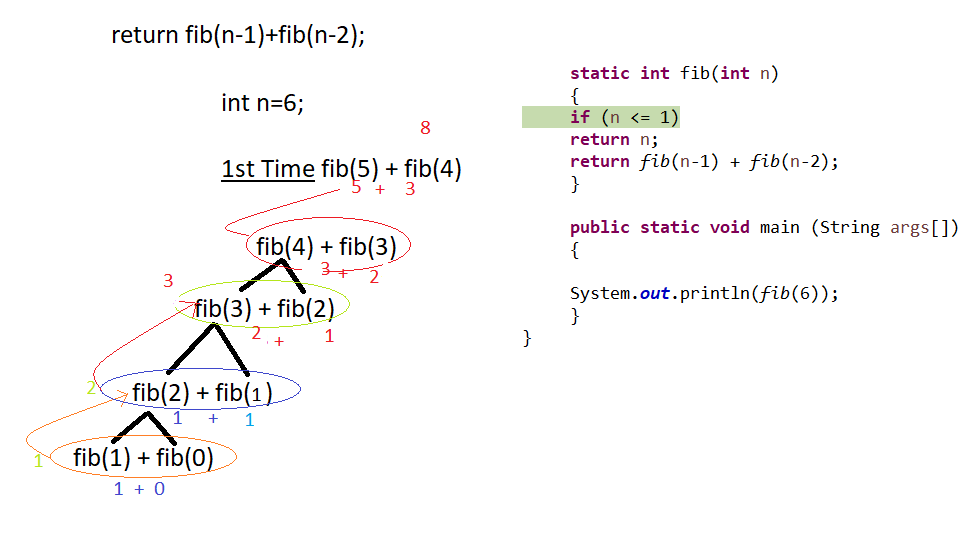 return fib(n-1)+fib(n-2);
int n=6;
8
1st Time fib(5) + fib(4)
5 + 3
fib(4) + fib(3)
3 + 2
3
fib(3) + fib(2)
2 + 1
2
fib(2) + fib(1)
1 + 1
1
fib(1) + fib(0)
1 + 0
static int fib(int n)
{
if (n <= 1)
return n;
return fib(n-1) + fib(n-2);
}
public static void main (String args[])
{
System.out.println(fib(6));
}
}